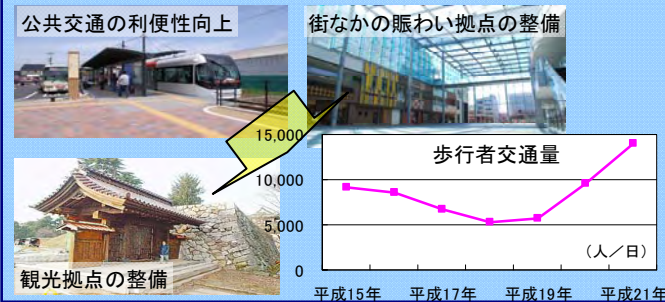 公共交通の利便性向上
街なかの賑わい拠点の整備
観光拠点の整備
歩行者交通量
15,000
10,000
5,000
0
（人／日）
平成15年 平成17年 平成19年 平成21年